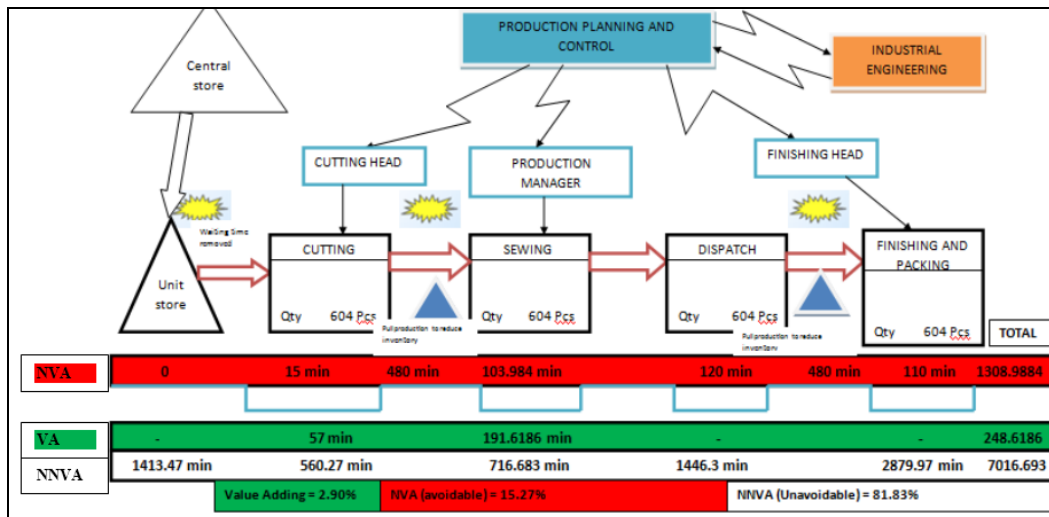 PRODUCTION PLANNING AND
CONTROL
INDUSTRIAL
ENGINEERING
Central
store
CUTTING HEAD
PRODUCTION
MANAGER
FINISHING HEAD
Waiting time
removed
Unit
store
CUTTING
Qty 604 Pcs
SEWING
Qty 604 Pcs
DISPATCH
Qty 604 Pcs
FINISHING AND
PACKING
Qty 604 Pcs
Pull production to reduce
inventory
Pull production to reduce
inventory
TOTAL
NVA 0 15 min 480 min 103.984 min 120 min 480 min 110 min 1308.9884
VA - 57 min 191.6186 min - - 248.6186
NNVA 1413.47 min 560.27 min 716.683 min 1446.3 min 2879.97 min 7016.693
Value Adding = 2.90% NVA (avoidable) = 15.27% NNVA (Unavoidable) = 81.83%